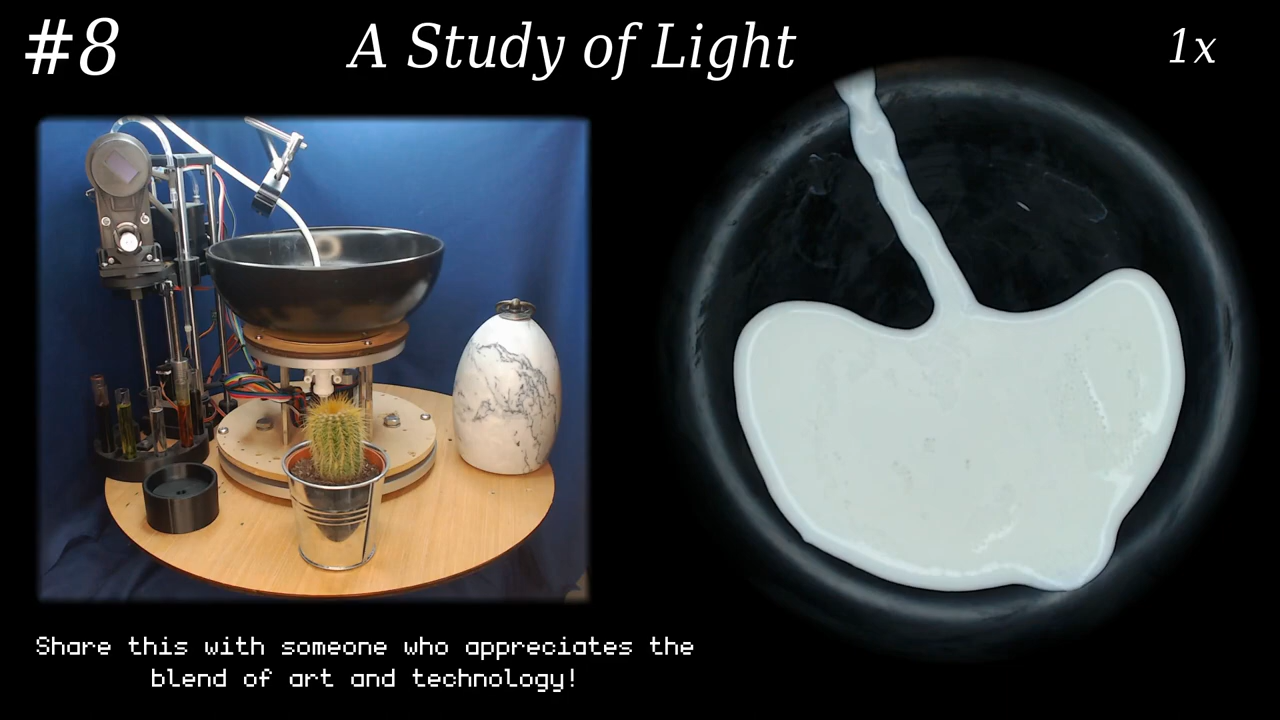 #8
A Study of Light
1x
Share this with someone who appreciates the
blend of art and technology!